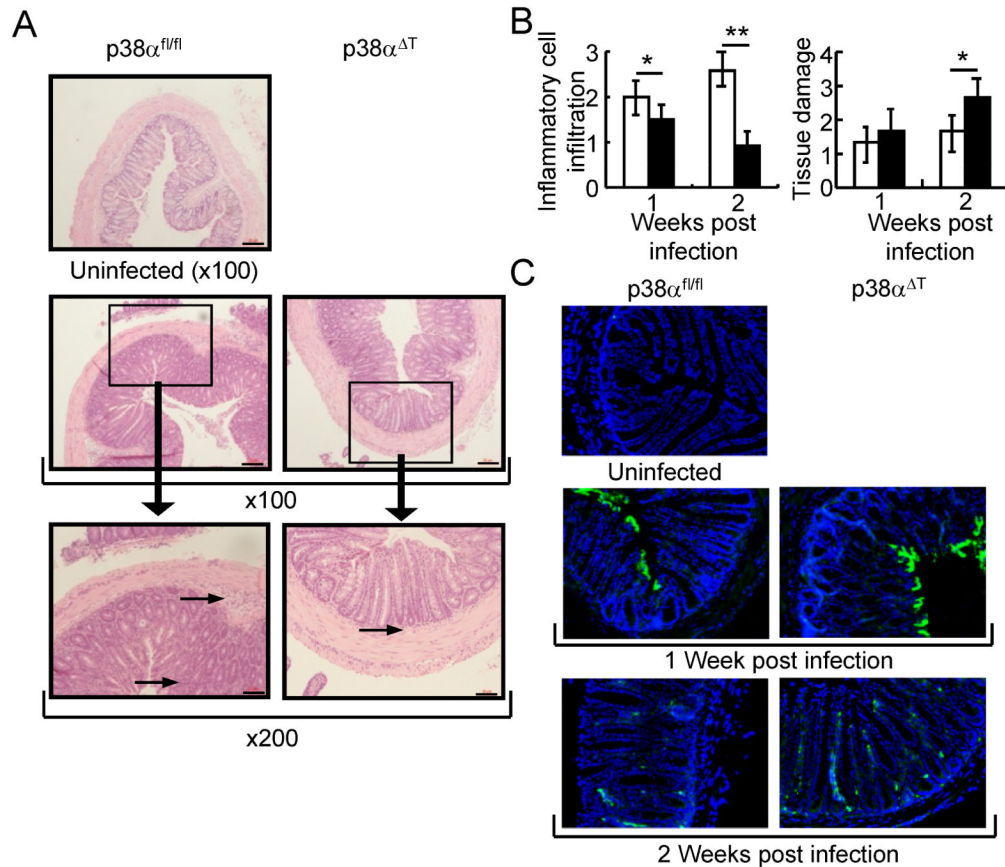 A
p38α^fl/fl
p38α^ΔT
Uninfected (x100)
x100
x200
B
Inflammatory cell
infiltration
3
2
1
0
*
**
1
2
Weeks post
infection
Tissue damage
4
3
2
1
0
*
1
2
Weeks post
infection
C
p38α^fl/fl
p38α^ΔT
Uninfected
1 Week post infection
2 Weeks post infection